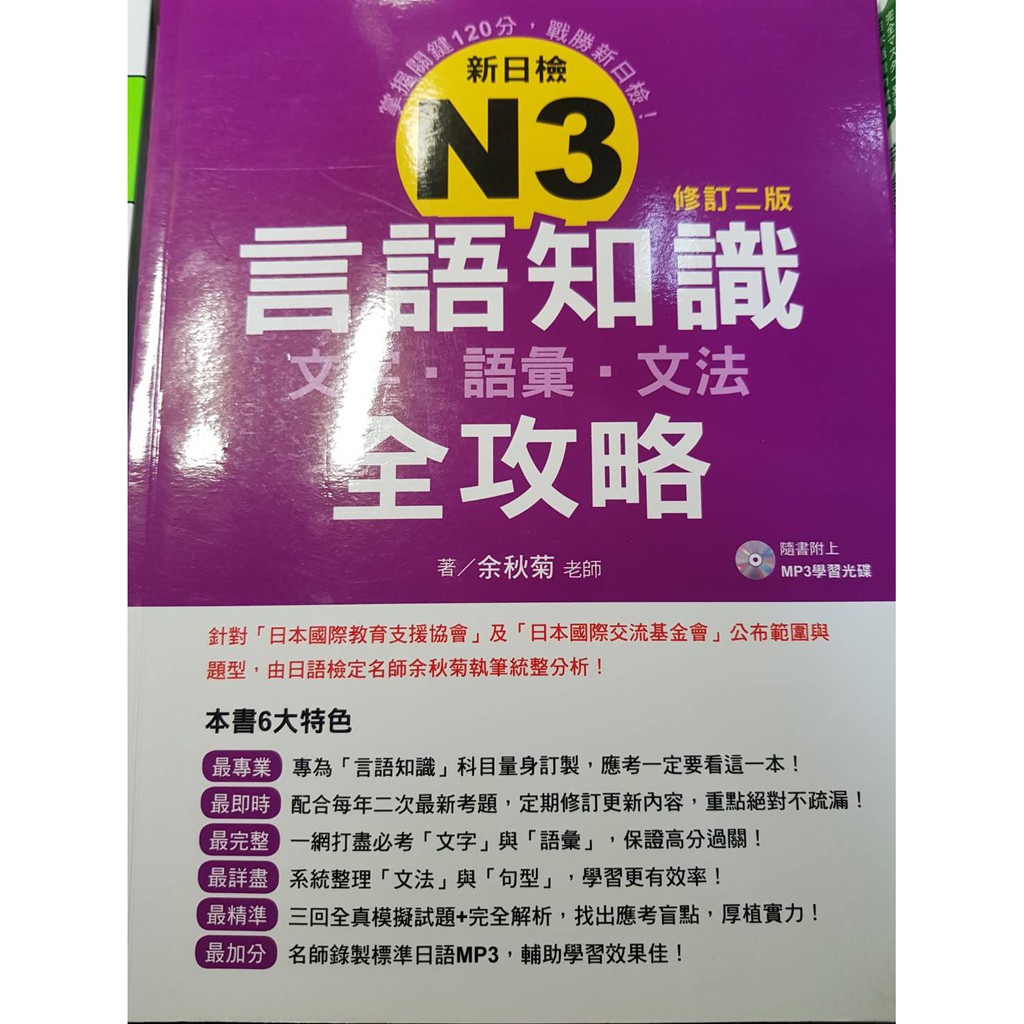 掌握關鍵120分，戰勝新日檢！
新日檢
N3
修訂二版
言語知識
文字・語彙・文法
全攻略
著／余秋菊 老師
隨書附上
MP3學習光碟
針對「日本國際教育支援協會」及「日本國際交流基金會」公布範圍與
題型，由日語檢定名師余秋菊執筆統整分析！
本書6大特色
最專業 專為「言語知識」科目量身訂製，應考一定要看這一本！
最即時 配合每年二次最新考題，定期修訂更新內容，重點絕對不疏漏！
最完整 一網打盡必考「文字」與「語彙」，保證高分過關！
最詳盡 系統整理「文法」與「句型」，學習更有效率！
最精準 三回全真模擬試題+完全解析，找出應考盲點，厚植實力！
最加分 名師錄製標準日語MP3，輔助學習效果佳！